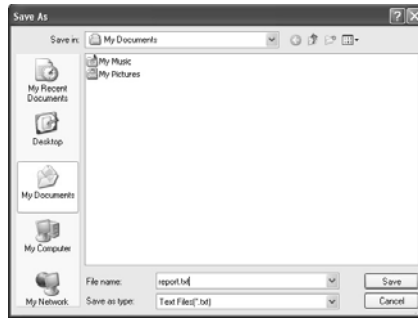 Save As
Save in:
My Documents
My Music
My Pictures
My Recent
Documents
Desktop
My Documents
My Computer
My Network
File name:
report.txt
Save
Save as type:
Text Files(*.txt)
Cancel